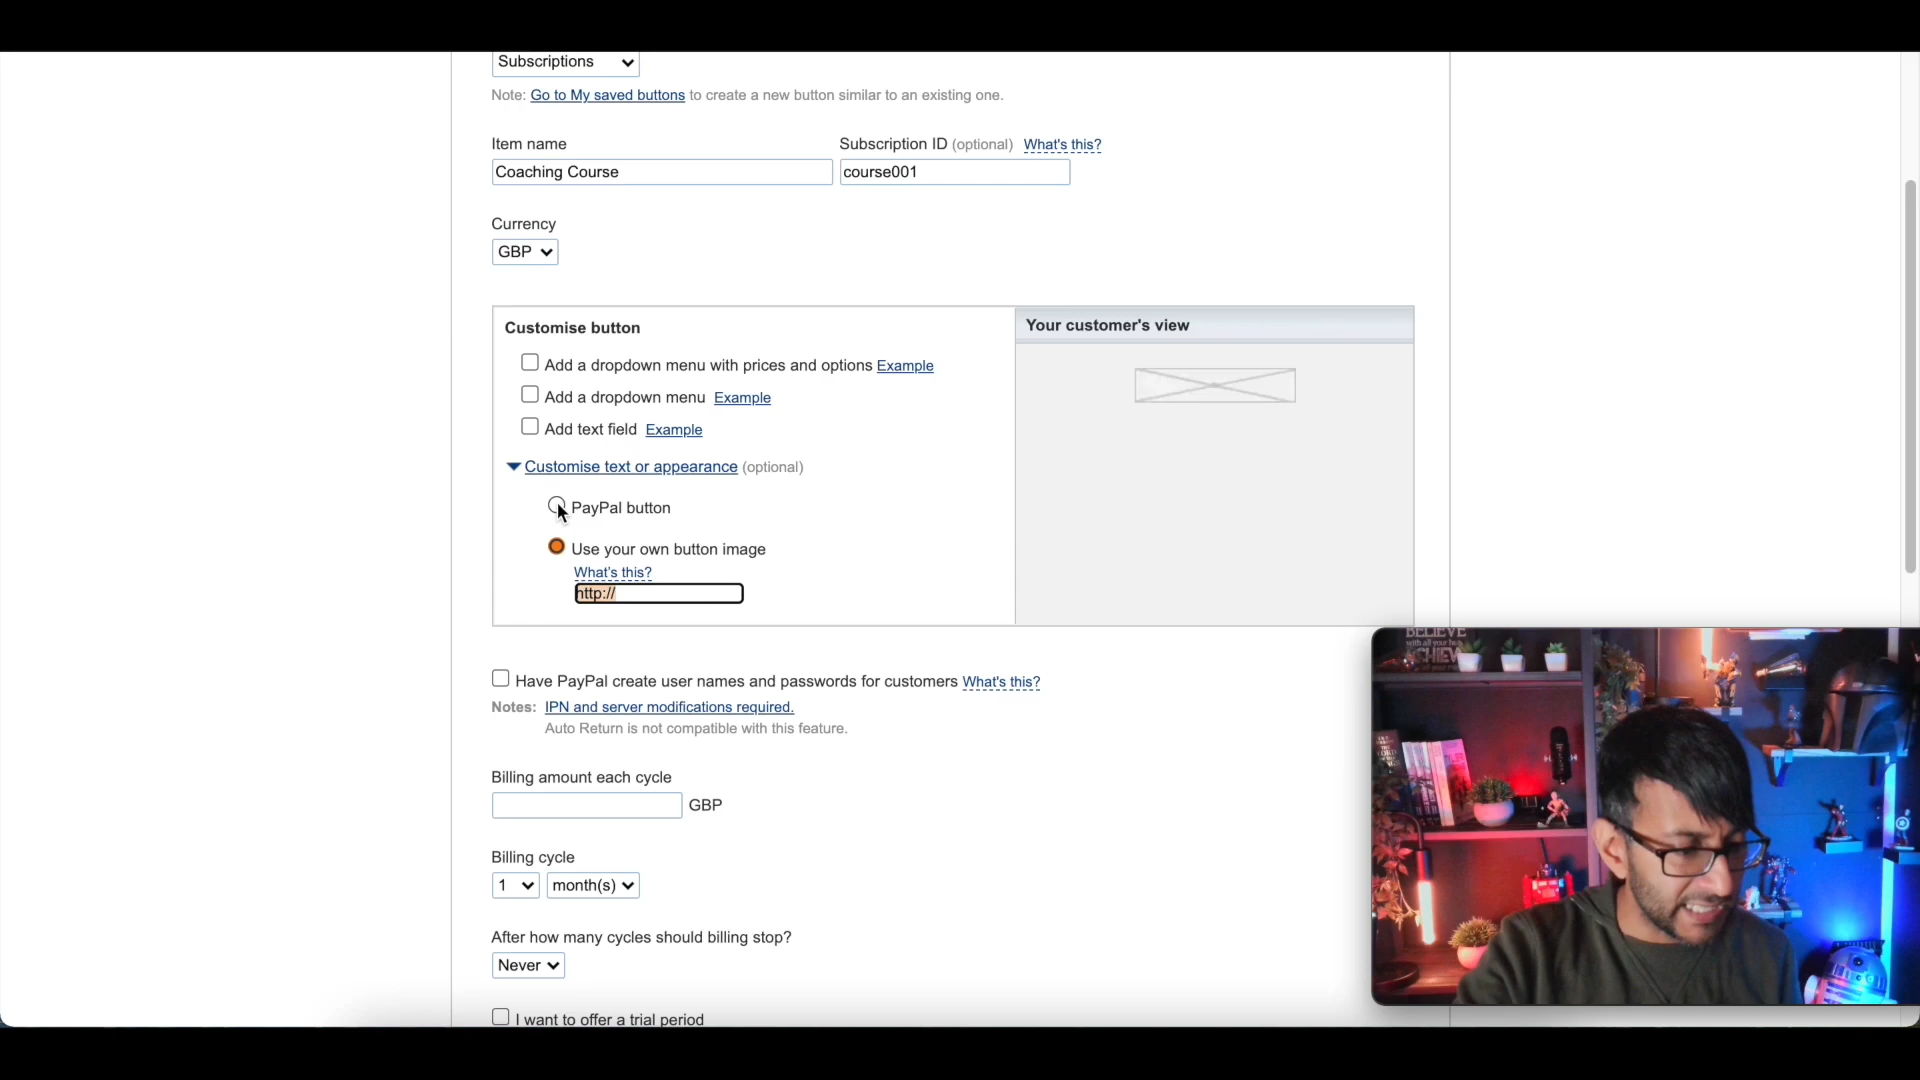 Subscriptions
Note: Go to My saved buttons to create a new button similar to an existing one.
Item name
Subscription ID (optional) What's this?
Coaching Course
course001
Currency
GBP
Customise button
Your customer's view
Add a dropdown menu with prices and options Example
Add a dropdown menu Example
Add text field Example
Customise text or appearance (optional)
PayPal button
Use your own button image
What's this?
http://
Have PayPal create user names and passwords for customers What's this?
Notes: IPN and server modifications required.
Auto Return is not compatible with this feature.
Billing amount each cycle
GBP
Billing cycle
1 month(s)
After how many cycles should billing stop?
Never
I want to offer a trial period
BELIEVE
with all your